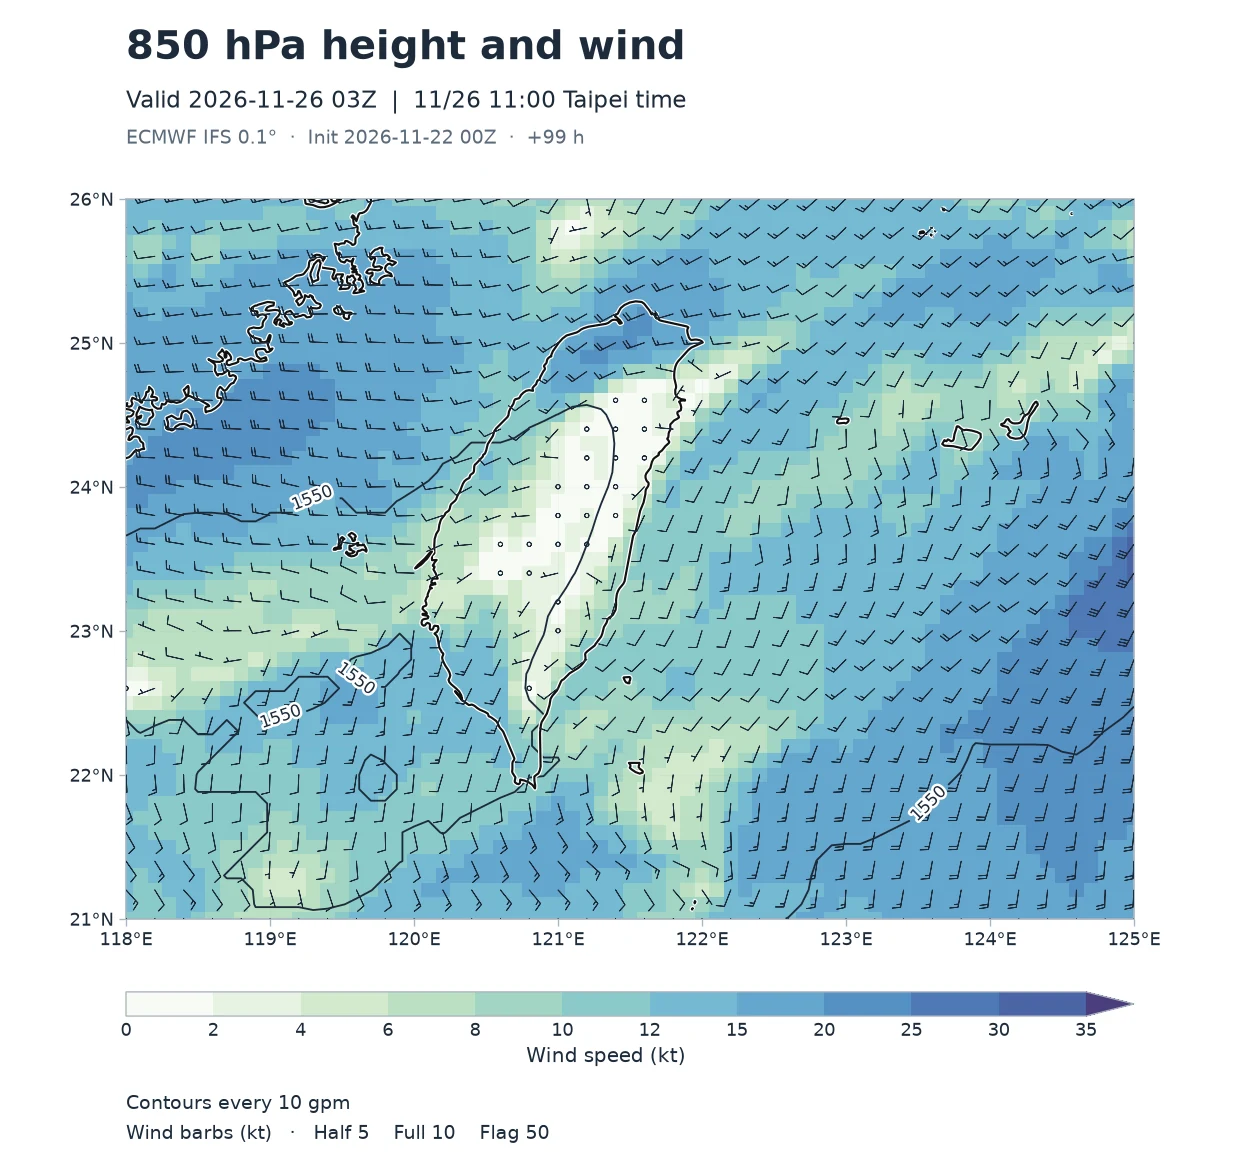 850 hPa height and wind
Valid 2026-11-26 03Z | 11/26 11:00 Taipei time
ECMWF IFS 0.1° · Init 2026-11-22 00Z · +99 h
26°N
25°N
24°N
23°N
22°N
21°N
1550
1550
1550
1550
118°E 119°E 120°E 121°E 122°E 123°E 124°E 125°E
0 2 4 6 8 10 12 15 20 25 30 35
Wind speed (kt)
Contours every 10 gpm
Wind barbs (kt) · Half 5 Full 10 Flag 50